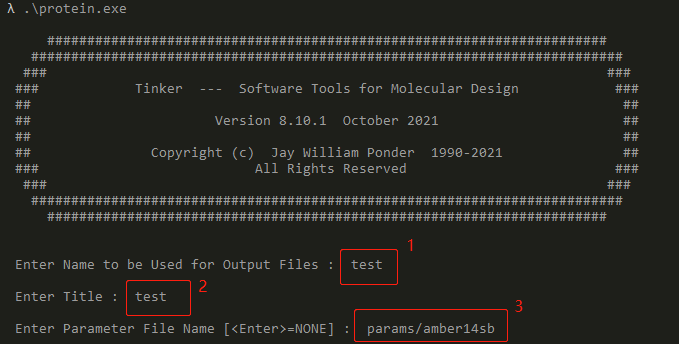 λ .\protein.exe
######################################################################
##########################################################################
### ###
### Tinker --- Software Tools for Molecular Design ###
## ##
## Version 8.10.1 October 2021 ##
## ##
## Copyright (c) Jay William Ponder 1990-2021 ##
### All Rights Reserved ###
### ###
##########################################################################
######################################################################
1
Enter Name to be Used for Output Files : test
2
Enter Title : test
3
Enter Parameter File Name [<Enter>=NONE] : params/amber14sb